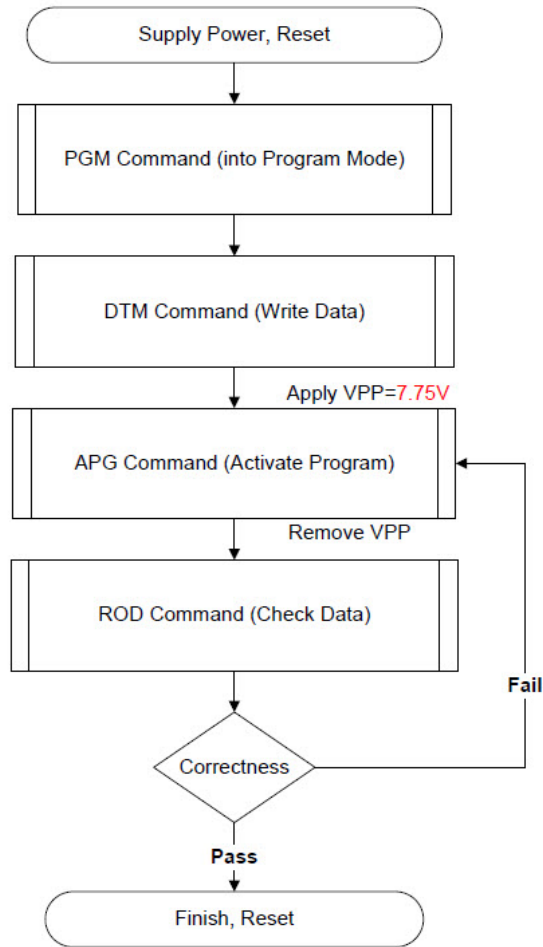 Supply Power, Reset
PGM Command (into Program Mode)
DTM Command (Write Data)
Apply VPP=7.75V
APG Command (Activate Program)
Remove VPP
ROD Command (Check Data)
Fail
Correctness
Pass
Finish, Reset